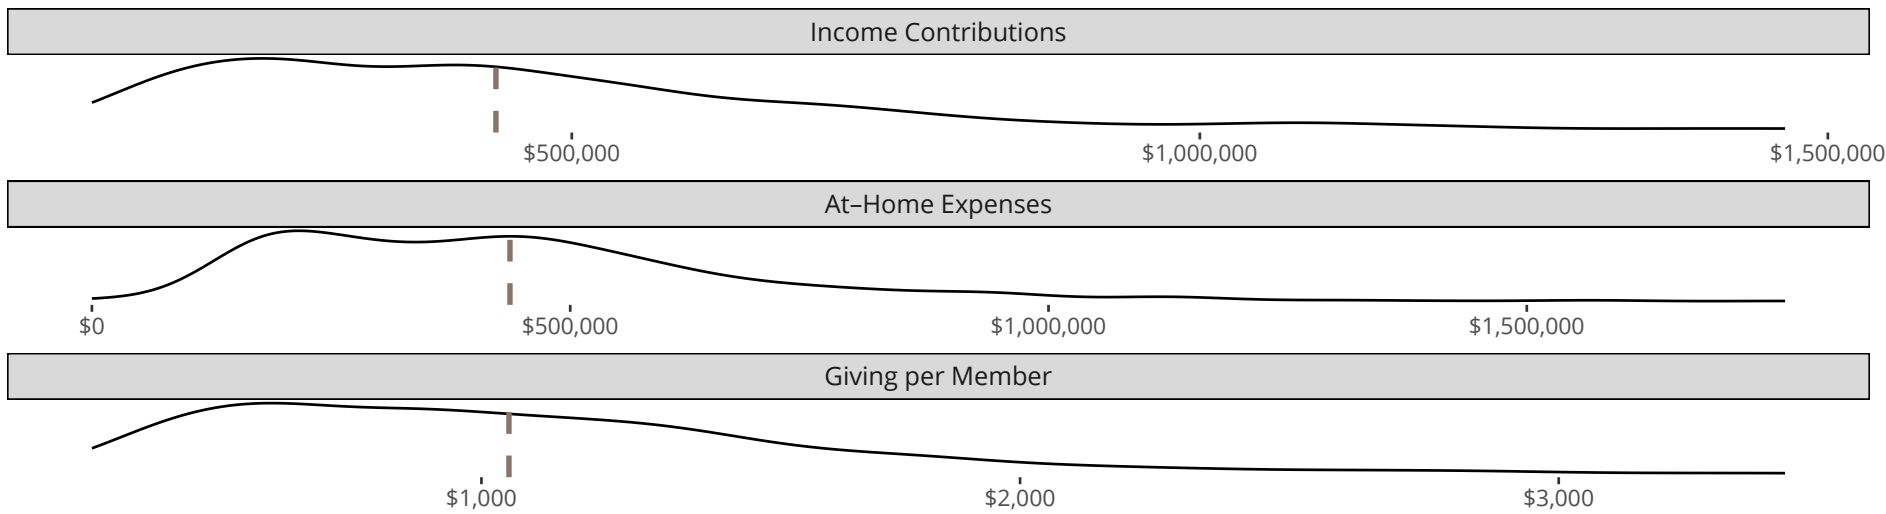 Income Contributions
$500,000 $1,000,000 $1,500,000
At–Home Expenses
$0 $500,000 $1,000,000 $1,500,000
Giving per Member
$1,000 $2,000 $3,000